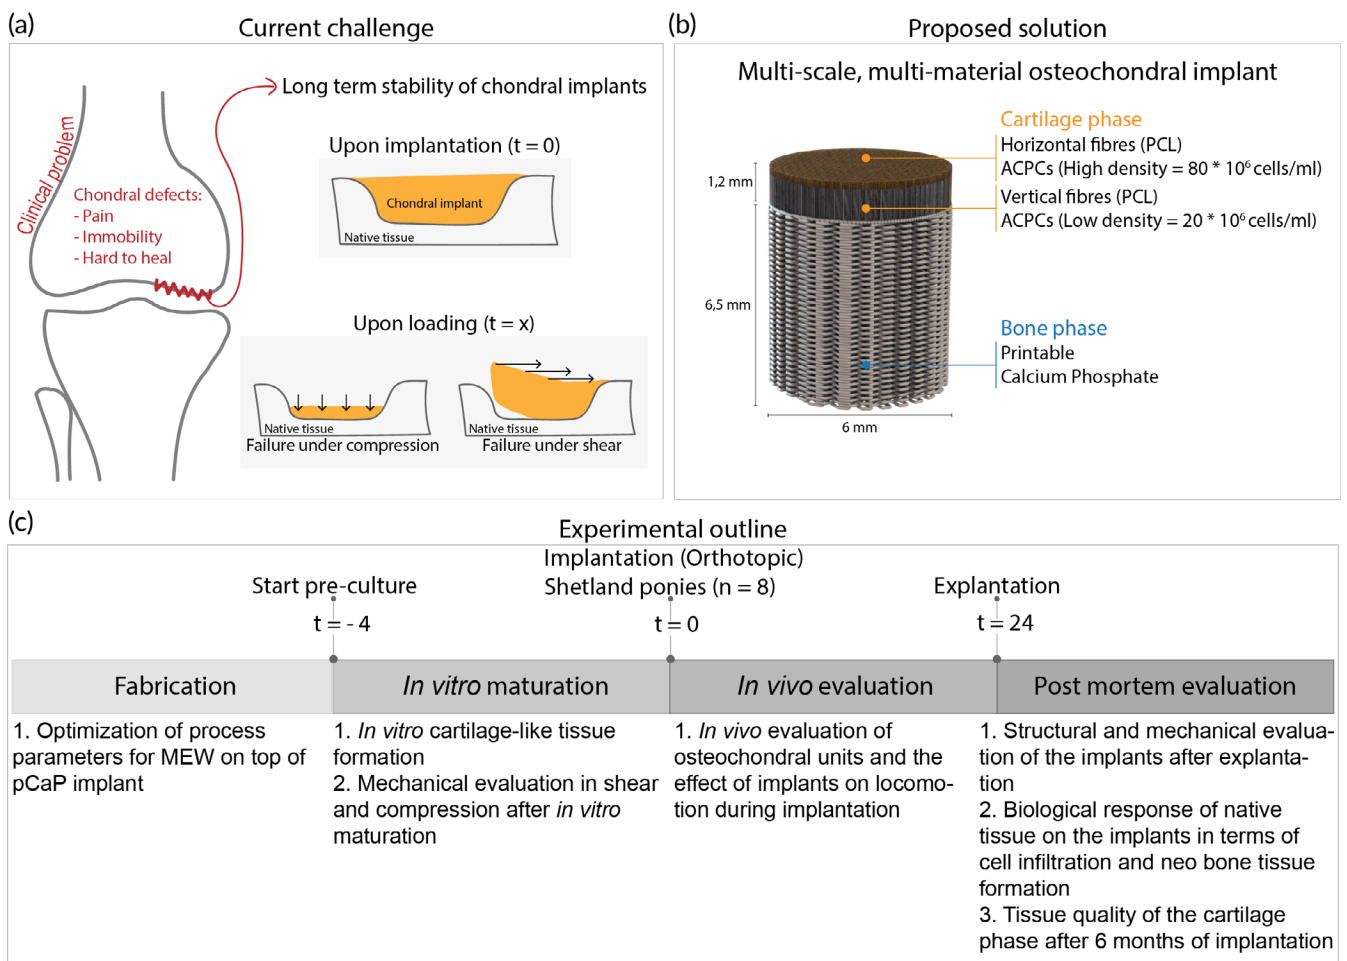 (a)
Current challenge
Clinical problem
Long term stability of chondral implants
Chondral defects:
- Pain
- Immobility
- Hard to heal
Upon implantation (t = 0)
Chondral implant
Native tissue
Upon loading (t = x)
Native tissue
Failure under compression
Native tissue
Failure under shear
(b)
Proposed solution
Multi-scale, multi-material osteochondral implant
1,2 mm
6,5 mm
6 mm
Cartilage phase
Horizontal fibres (PCL)
ACPCs (High density = 80 * 10⁶ cells/ml)
Vertical fibres (PCL)
ACPCs (Low density = 20 * 10⁶ cells/ml)
Bone phase
Printable
Calcium Phosphate
(c)
Experimental outline
Start pre-culture
t = - 4
Implantation (Orthotopic)
Shetland ponies (n = 8)
t = 0
Explantation
t = 24
Fabrication
In vitro maturation
In vivo evaluation
Post mortem evaluation
1. Optimization of process
parameters for MEW on top of
pCaP implant
1. In vitro cartilage-like tissue
formation
2. Mechanical evaluation in shear
and compression after in vitro
maturation
1. In vivo evaluation of
osteochondral units and the
effect of implants on locomo-
tion during implantation
1. Structural and mechanical evalua-
tion of the implants after explanta-
tion
2. Biological response of native
tissue on the implants in terms of
cell infiltration and neo bone tissue
formation
3. Tissue quality of the cartilage
phase after 6 months of implantation